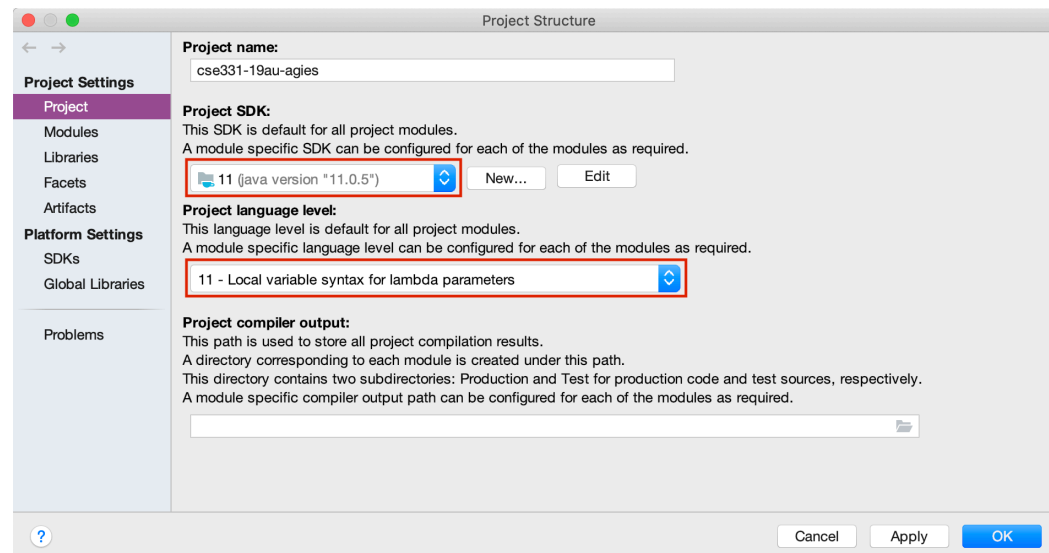 Project Structure
Project Settings
Project
Modules
Libraries
Facets
Artifacts
Platform Settings
SDKs
Global Libraries
Problems
Project name:
cse331-19au-agies
Project SDK:
This SDK is default for all project modules.
A module specific SDK can be configured for each of the modules as required.
11 (java version "11.0.5") New... Edit
Project language level:
This language level is default for all project modules.
A module specific language level can be configured for each of the modules as required.
11 - Local variable syntax for lambda parameters
Project compiler output:
This path is used to store all project compilation results.
A directory corresponding to each module is created under this path.
This directory contains two subdirectories: Production and Test for production code and test sources, respectively.
A module specific compiler output path can be configured for each of the modules as required.
? Cancel Apply OK